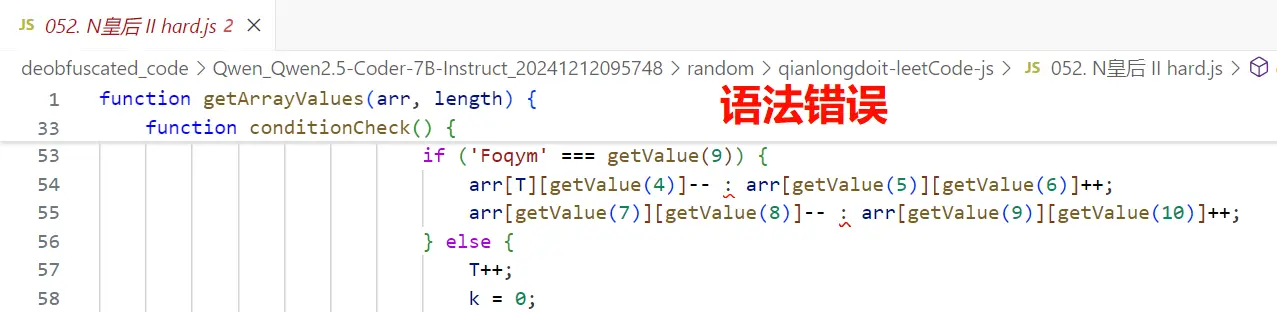 JS 052. N皇后 II hard.js 2 ×
deobfuscated_code > Qwen_Qwen2.5-Coder-7B-Instruct_20241212095748 > random > qianlongdoit-leetCode-js > JS 052. N皇后 II hard.js >
1 function getArrayValues(arr, length) {
语法错误
33 function conditionCheck() {
53 if ('Foqym' === getValue(9)) {
54 arr[T][getValue(4)]-- : arr[getValue(5)][getValue(6)]++;
55 arr[getValue(7)][getValue(8)]-- : arr[getValue(9)][getValue(10)]++;
56 } else {
57 T++;
58 k = 0;